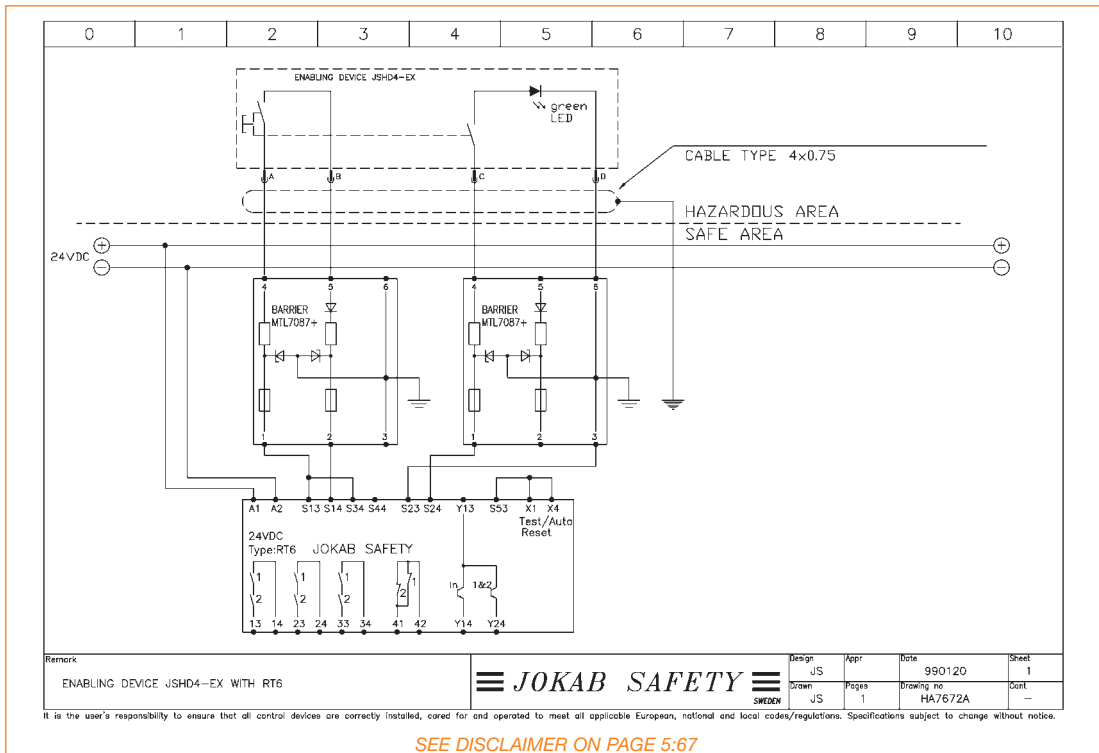 0 1 2 3 4 5 6 7 8 9 10
ENABLING DEVICE JSHD4-EX
green
LED
CABLE TYPE 4x0.75
A B C D
HAZARDOUS AREA
SAFE AREA
24VDC
+ +
- -
4 5 6 4 5 6
BARRIER BARRIER
MTL7087+ MTL7087+
1 2 3 1 2 3
A1 A2 S13 S14 S34 S44 S23 S24 Y13 S53 X1 X4
Test/Auto
Reset
24VDC
Type:RT6 JOKAB SAFETY
1 1 1 1 In 1&2
2 2 2 2
13 14 23 24 33 34 41 42 Y14 Y24
Remark
ENABLING DEVICE JSHD4-EX WITH RT6
JOKAB SAFETY
SWEDEN
Design Appr Date Sheet
JS 990120 1
Drawn Pages Drawing no Cont
JS 1 HA7672A -
It is the user's responsibility to ensure that all control devices are correctly installed, cared for and operated to meet all applicable European, national and local codes/regulations. Specifications subject to change without notice.
SEE DISCLAIMER ON PAGE 5:67